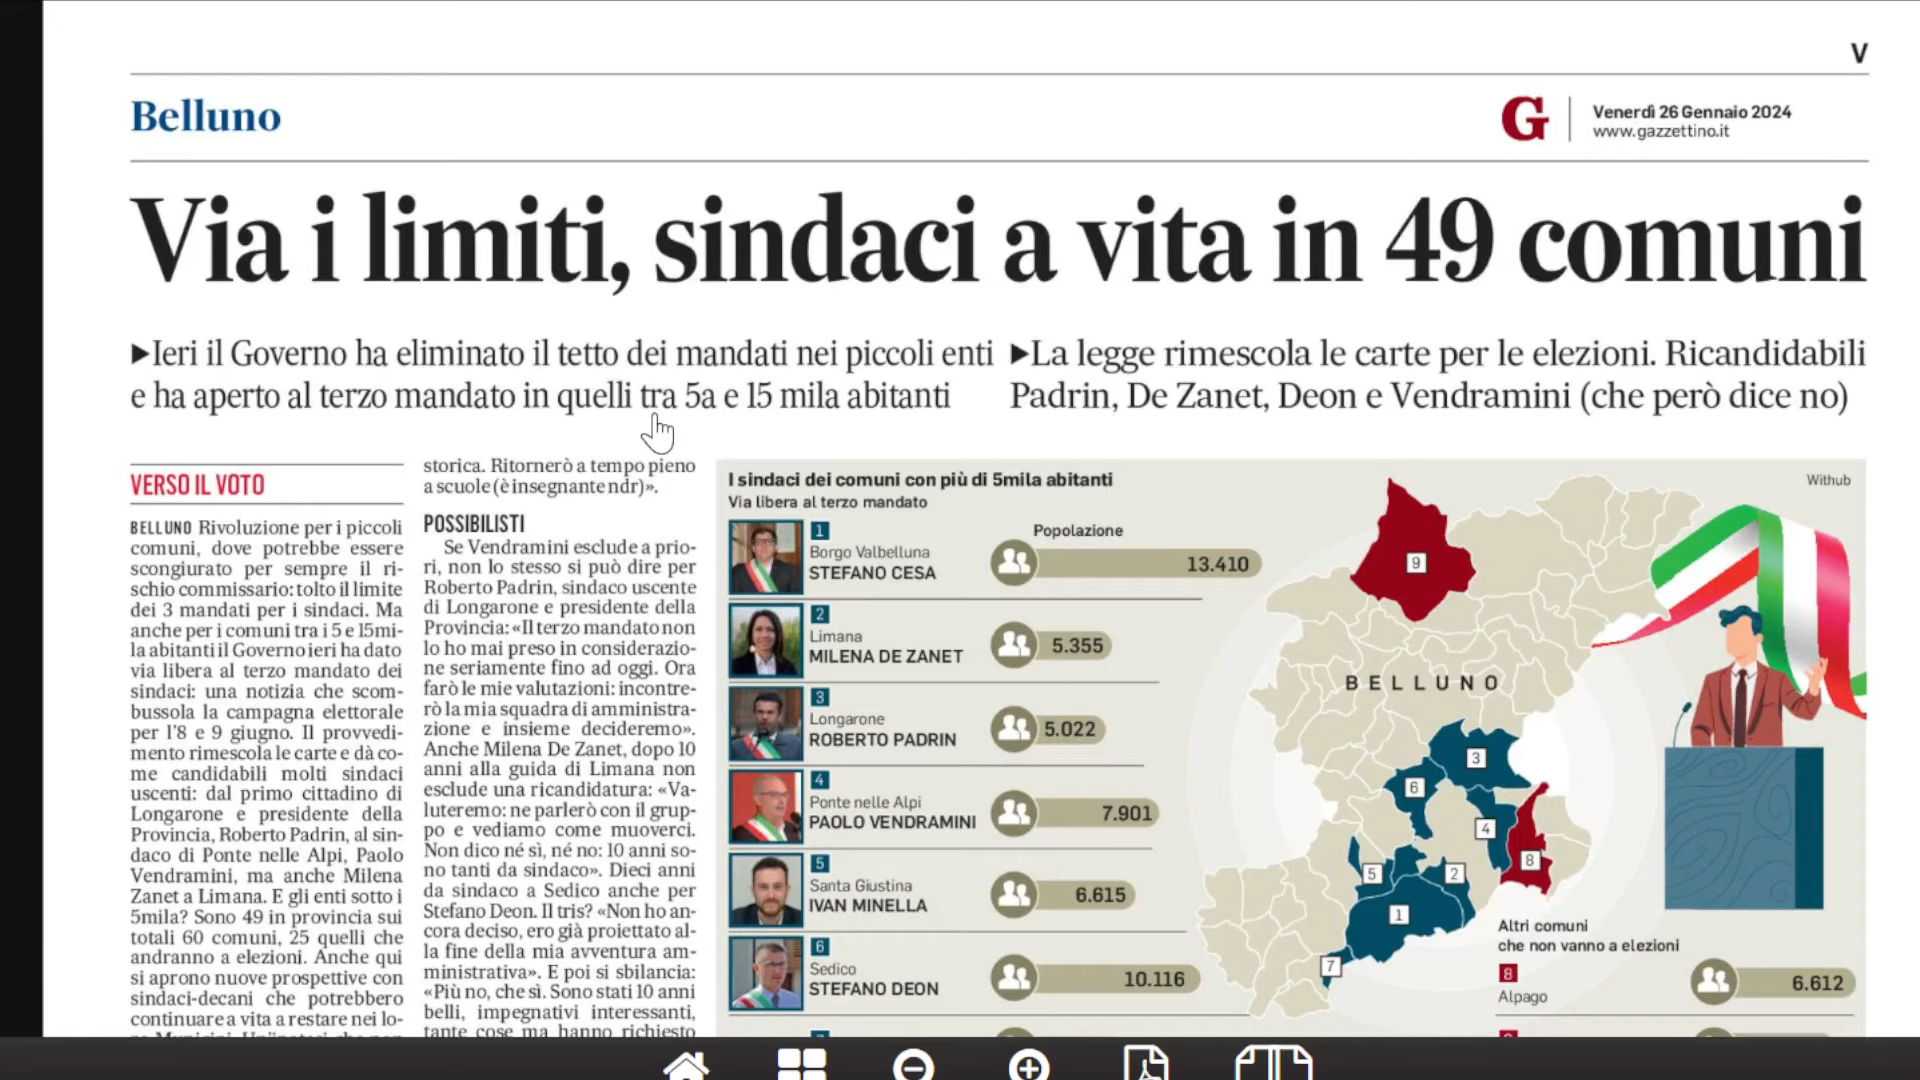 V
Belluno
G
Venerdì 26 Gennaio 2024
www.gazzettino.it
Via i limiti, sindaci a vita in 49 comuni
►Ieri il Governo ha eliminato il tetto dei mandati nei piccoli enti
e ha aperto al terzo mandato in quelli tra 5a e 15 mila abitanti
►La legge rimescola le carte per le elezioni. Ricandidabili
Padrin, De Zanet, Deon e Vendramini (che però dice no)
VERSO IL VOTO
BELLUNO Rivoluzione per i piccoli
comuni, dove potrebbe essere
scongiurato per sempre il ri-
schio commissario: tolto il limite
dei 3 mandati per i sindaci. Ma
anche per i comuni tra i 5 e 15mi-
la abitanti il Governo ieri ha dato
via libera al terzo mandato dei
sindaci: una notizia che scom-
bussola la campagna elettorale
per l'8 e 9 giugno. Il provvedi-
mento rimescola le carte e dà co-
me candidabili molti sindaci
uscenti: dal primo cittadino di
Longarone e presidente della
Provincia, Roberto Padrin, al sin-
daco di Ponte nelle Alpi, Paolo
Vendramini, ma anche Milena
Zanet a Limana. E gli enti sotto i
5mila? Sono 49 in provincia sui
totali 60 comuni, 25 quelli che
andranno a elezioni. Anche qui
si aprono nuove prospettive con
sindaci-decani che potrebbero
continuare a vita a restare nei lo-
storica. Ritornerò a tempo pieno
a scuole (è insegnante ndr)».
POSSIBILISTI
Se Vendramini esclude a prio-
ri, non lo stesso si può dire per
Roberto Padrin, sindaco uscente
di Longarone e presidente della
Provincia: «Il terzo mandato non
lo ho mai preso in considerazio-
ne seriamente fino ad oggi. Ora
farò le mie valutazioni: incontre-
rò la mia squadra di amministra-
zione e insieme decideremo».
Anche Milena De Zanet, dopo 10
anni alla guida di Limana non
esclude una ricandidatura: «Va-
luteremo: ne parlerò con il grup-
po e vediamo come muoverci.
Non dico né sì, né no: 10 anni so-
no tanti da sindaco». Dieci anni
da sindaco a Sedico anche per
Stefano Deon. Il tris? «Non ho an-
cora deciso, ero già proiettato al-
la fine della mia avventura am-
ministrativa». E poi si sbilancia:
«Più no, che sì. Sono stati 10 anni
belli, impegnativi interessanti,
tante cose ma hanno richiesto
I sindaci dei comuni con più di 5mila abitanti
Via libera al terzo mandato
Withub
Popolazione
1
Borgo Valbelluna
STEFANO CESA
13.410
2
Limana
MILENA DE ZANET
5.355
3
Longarone
ROBERTO PADRIN
5.022
4
Ponte nelle Alpi
PAOLO VENDRAMINI
7.901
5
Santa Giustina
IVAN MINELLA
6.615
6
Sedico
STEFANO DEON
10.116
9
BELLUNO
3
6
4
8
5
2
1
7
Altri comuni
che non vanno a elezioni
8
Alpago
6.612